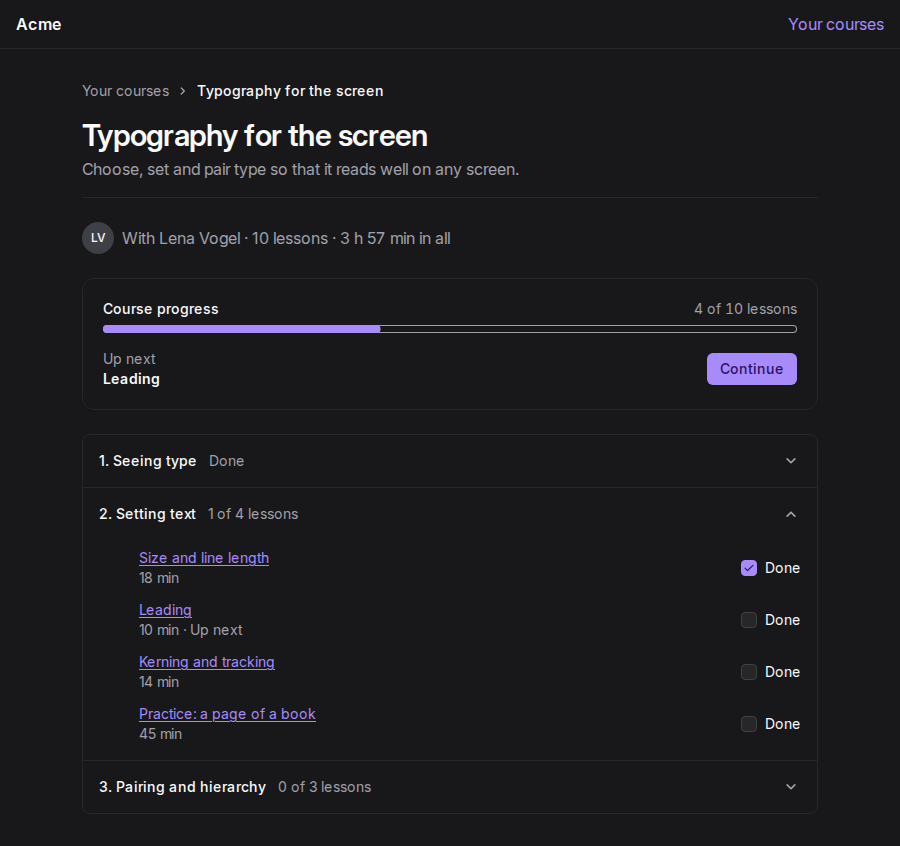 Acme
Your courses
Your courses > Typography for the screen
Typography for the screen
Choose, set and pair type so that it reads well on any screen.
LV
With Lena Vogel · 10 lessons · 3 h 57 min in all
Course progress
4 of 10 lessons
Up next
Leading
Continue
1. Seeing type Done
2. Setting text 1 of 4 lessons
Size and line length
18 min
Done
Leading
10 min · Up next
Done
Kerning and tracking
14 min
Done
Practice: a page of a book
45 min
Done
3. Pairing and hierarchy 0 of 3 lessons